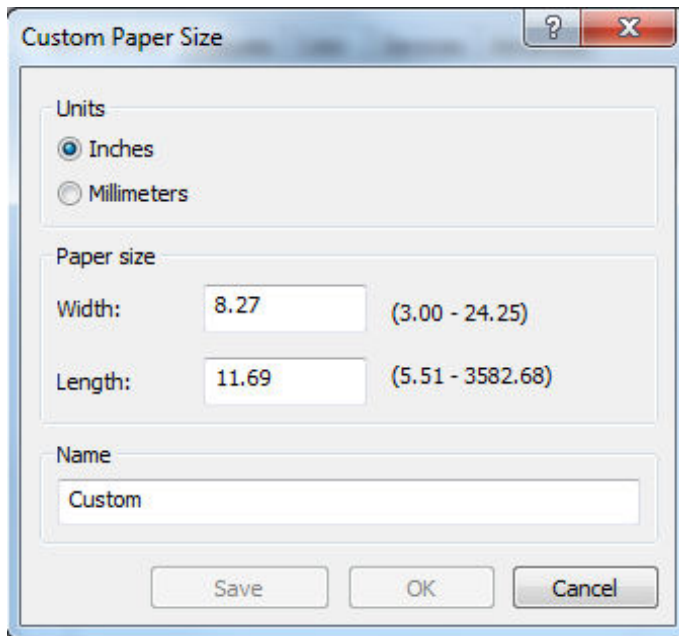 Custom Paper Size
Units
Inches
Millimeters
Paper size
Width: 8.27 (3.00 - 24.25)
Length: 11.69 (5.51 - 3582.68)
Name
Custom
Save OK Cancel